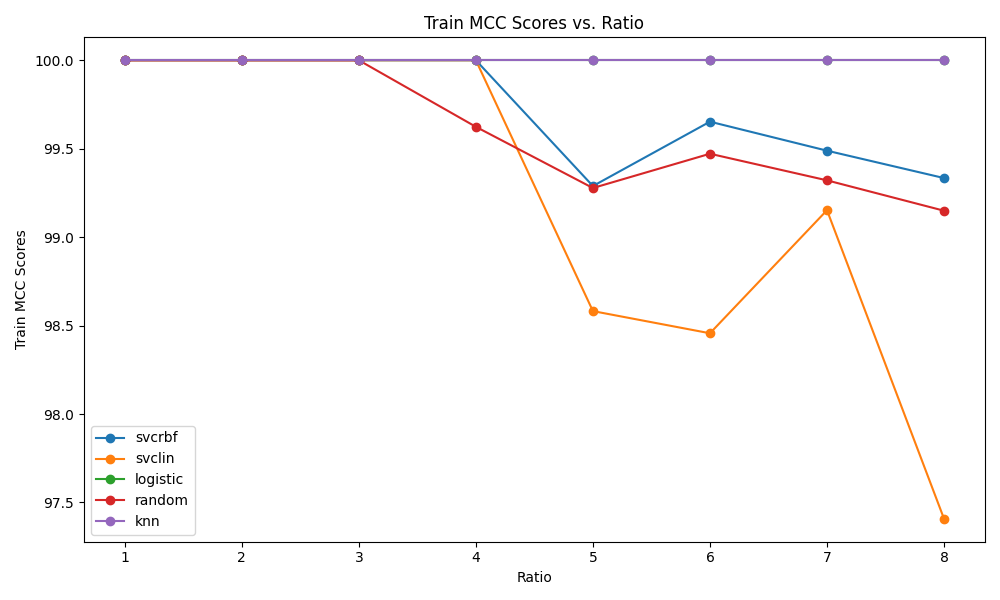 Train MCC Scores vs. Ratio
Train MCC Scores
100.0
99.5
99.0
98.5
98.0
97.5
svcrbf
svclin
logistic
random
knn
1 2 3 4 5 6 7 8
Ratio